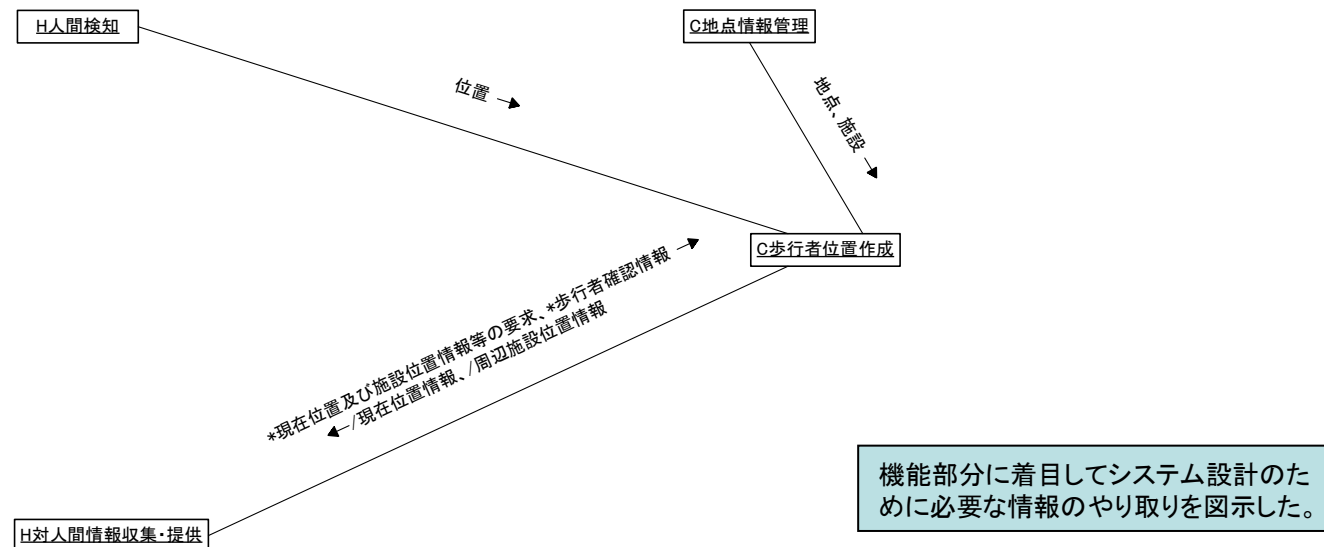 H人間検知
C地点情報管理
位置 →
地点、施設 →
C歩行者位置作成
*現在位置及び施設位置情報等の要求、*歩行者確認情報 →
←/現在位置情報、/周辺施設位置情報
H対人間情報収集・提供
機能部分に着目してシステム設計のた
めに必要な情報のやり取りを図示した。